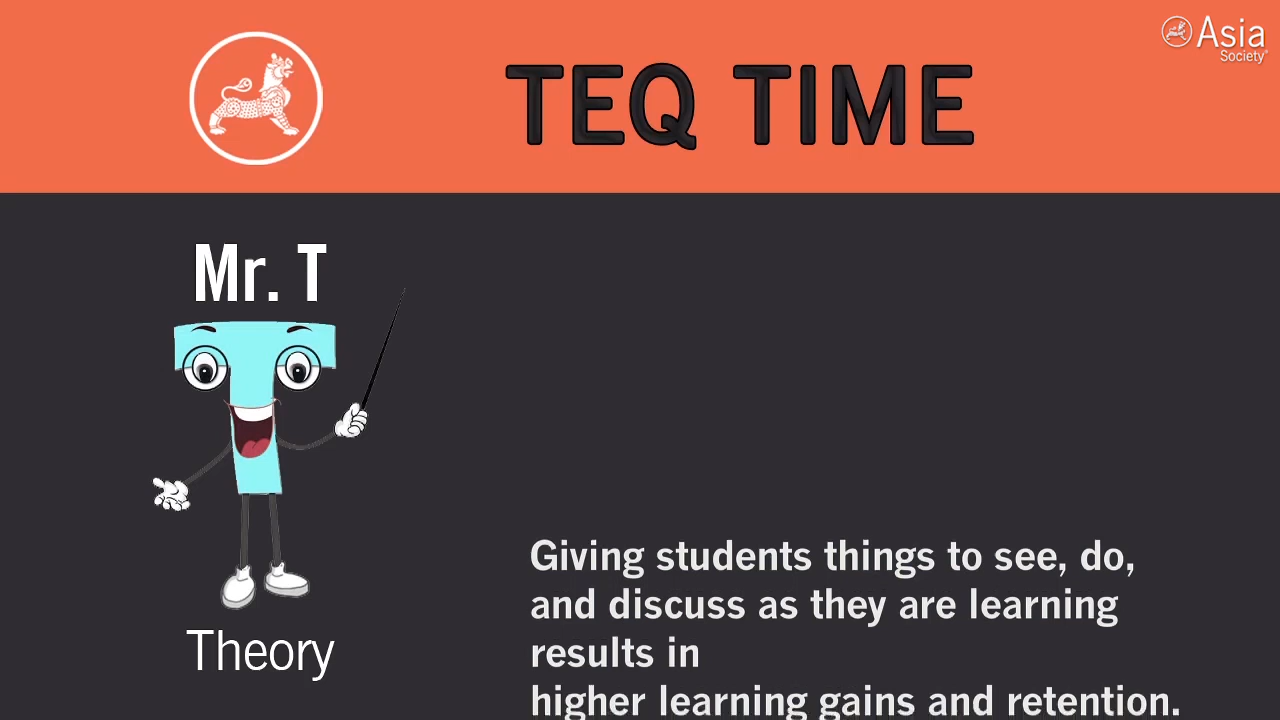 Asia
Society
TEQ TIME
Mr. T
Theory
Giving students things to see, do,
and discuss as they are learning
results in
higher learning gains and retention.